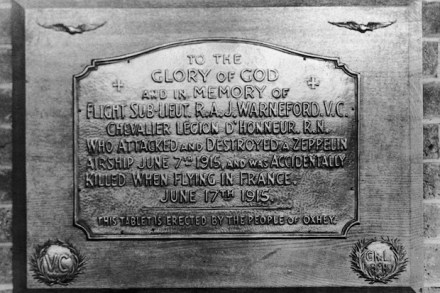 TO THE
GLORY OF GOD
AND IN MEMORY OF
FLIGHT SUB-LIEUT. R.A.J. WARNEFORD. V.C.
CHEVALIER LEGION D'HONNEUR. R.N.
WHO ATTACKED AND DESTROYED A ZEPPELIN
AIRSHIP JUNE 7TH 1915, AND WAS ACCIDENTALLY
KILLED WHEN FLYING IN FRANCE.
JUNE 17TH 1915.
THIS TABLET IS ERECTED BY THE PEOPLE OF OXHEY.
V.C.